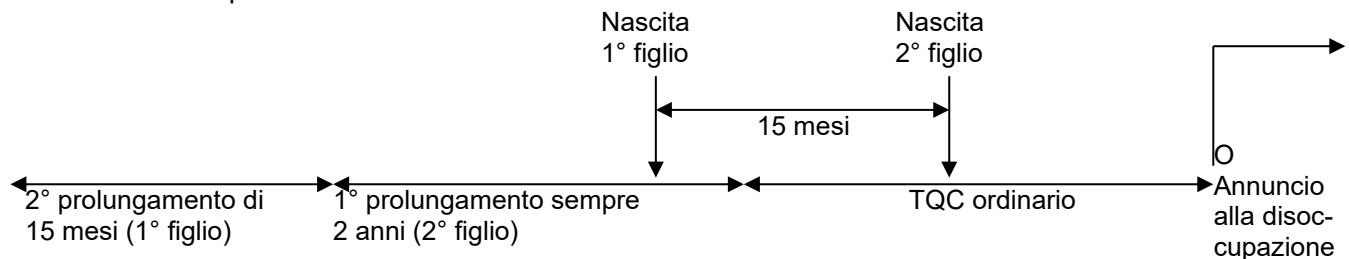 Nascita
1° figlio
Nascita
2° figlio
15 mesi
2° prolungamento di
15 mesi (1° figlio)
1° prolungamento sempre
2 anni (2° figlio)
TQC ordinario
O
Annuncio
alla disoc-
cupazione